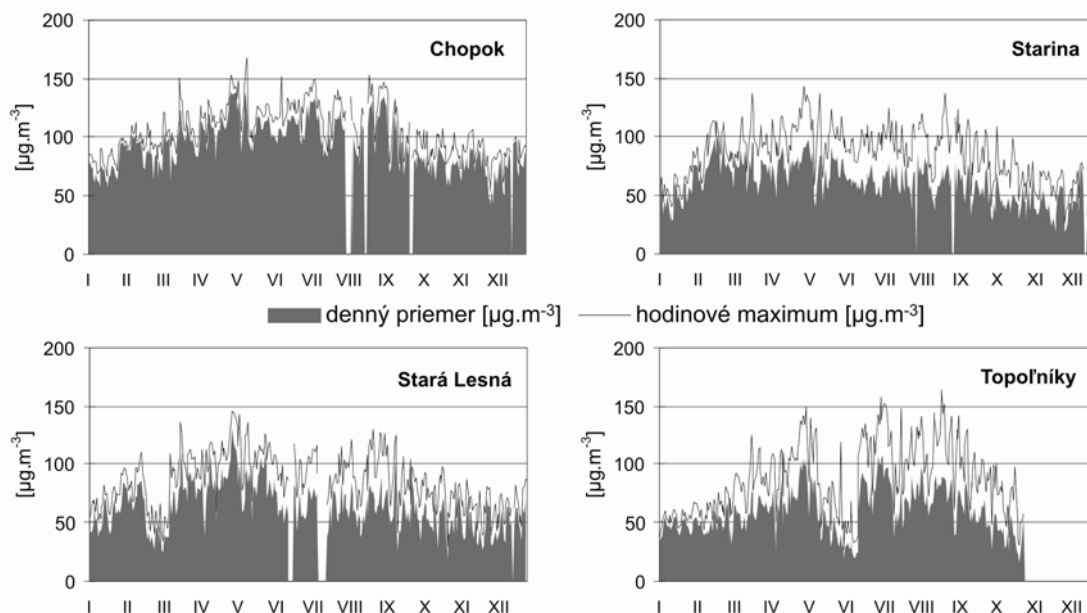 Chopok
[µg.m⁻³]
200
150
100
50
0
I II III IV V VI VII VIII IX X XI XII
Starina
[µg.m⁻³]
200
150
100
50
0
I II III IV V VI VII VIII IX X XI XII
denný priemer [µg.m⁻³] hodinové maximum [µg.m⁻³]
Stará Lesná
[µg.m⁻³]
200
150
100
50
0
I II III IV V VI VII VIII IX X XI XII
Topoľníky
[µg.m⁻³]
200
150
100
50
0
I II III IV V VI VII VIII IX X XI XII